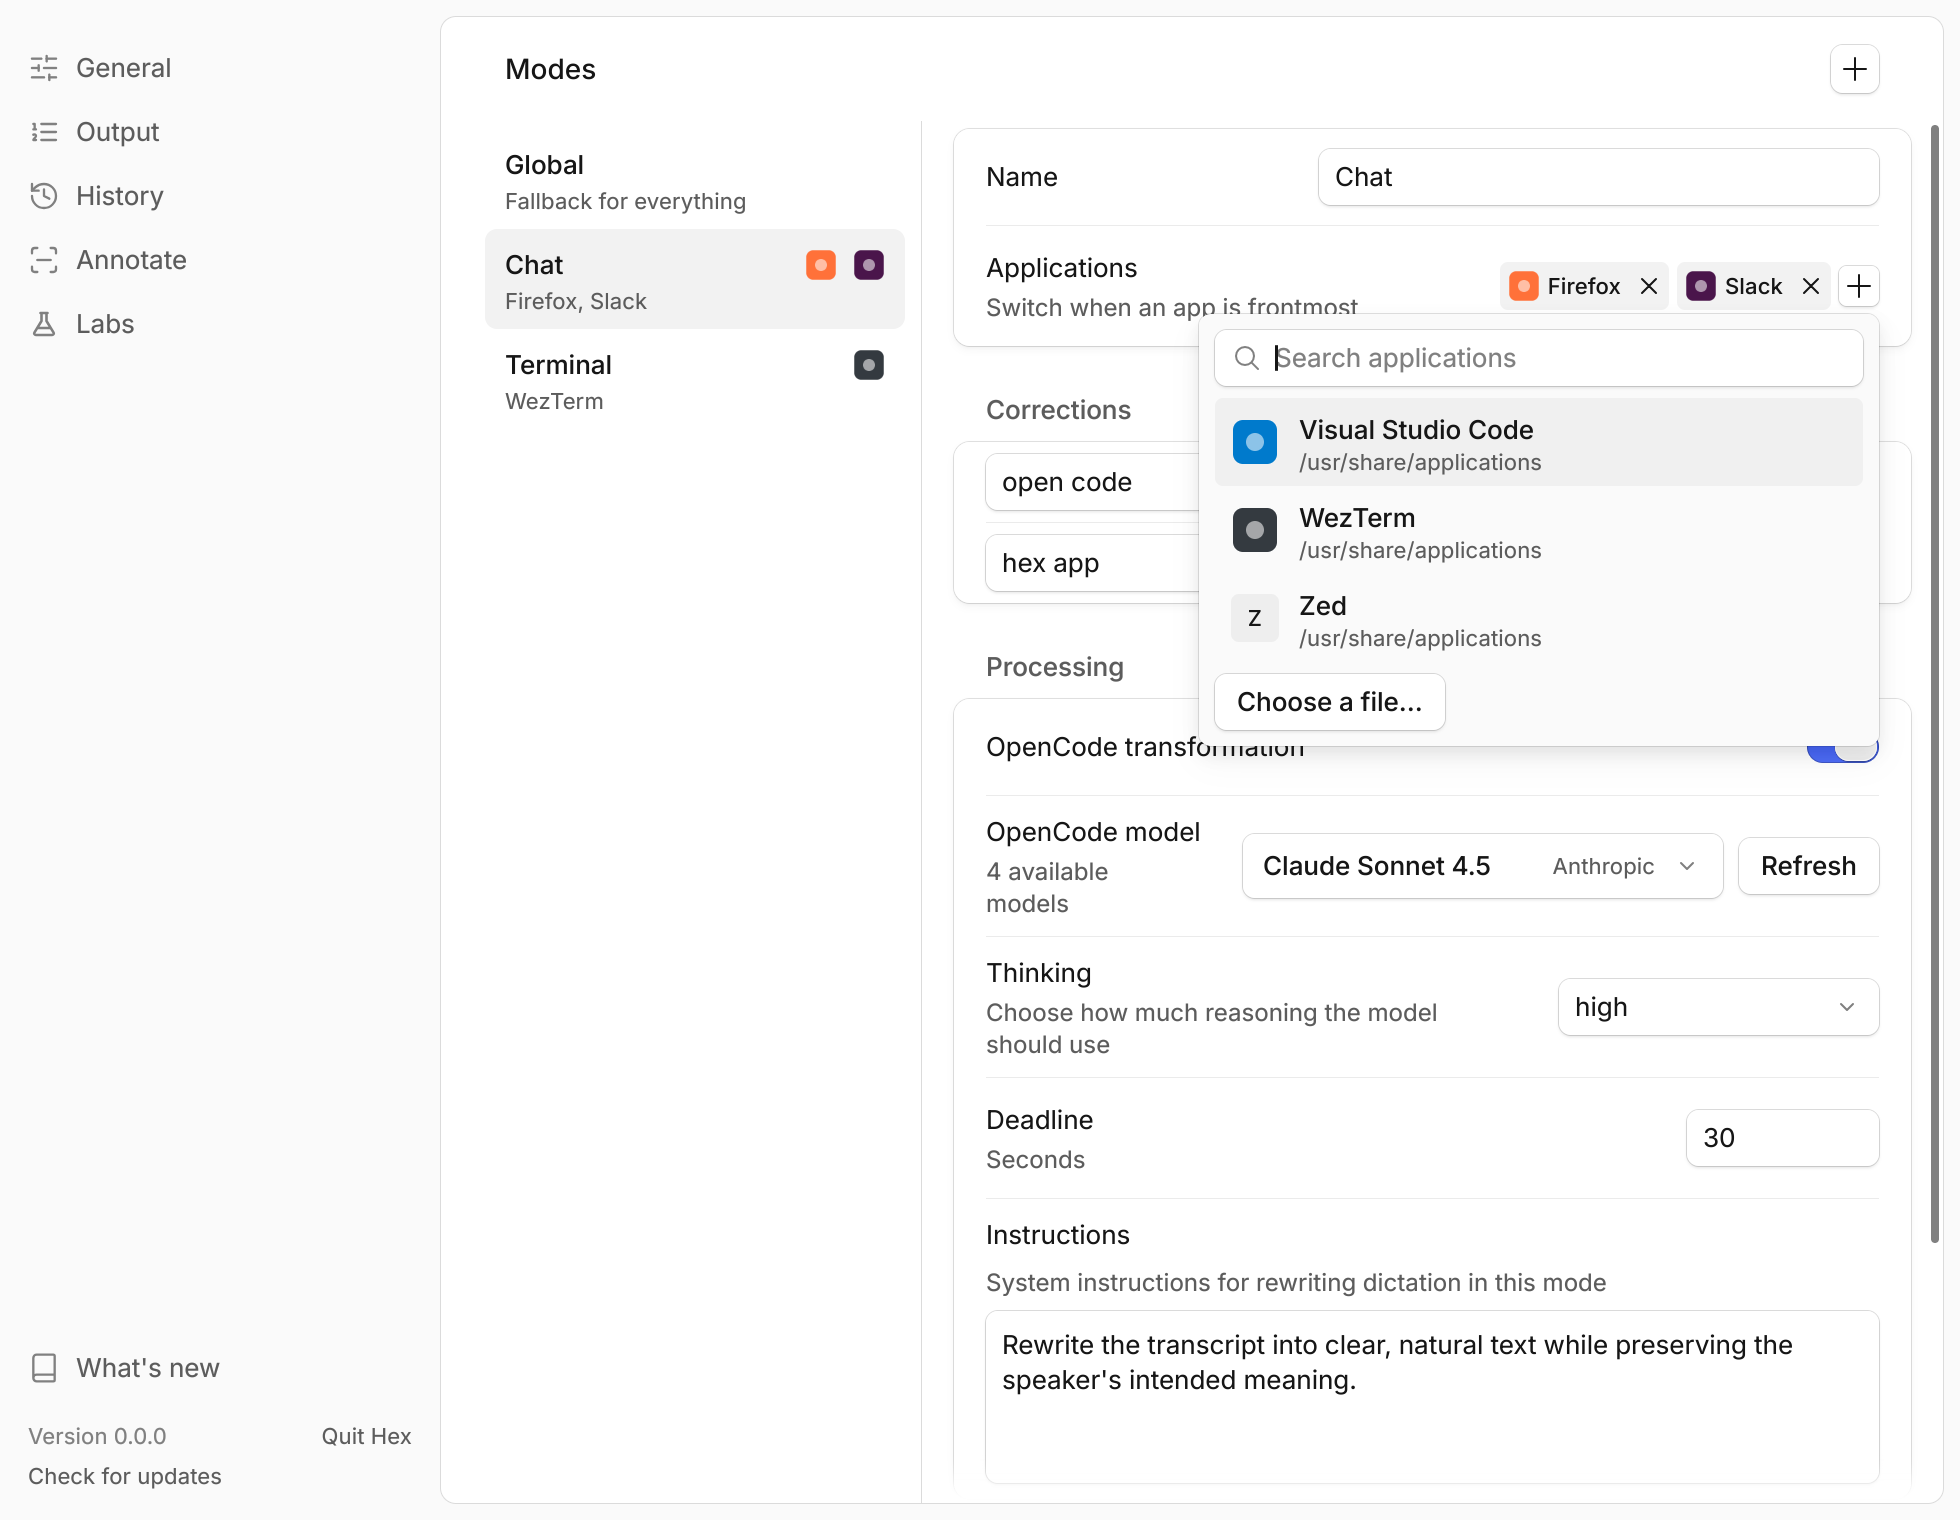 General
Output
History
Annotate
Labs
What's new
Version 0.0.0
Quit Hex
Check for updates
Modes
Global
Fallback for everything
Chat
Firefox, Slack
Terminal
WezTerm
Name
Chat
Applications
Switch when an app is frontmost
Firefox
Slack
Search applications
Visual Studio Code
/usr/share/applications
WezTerm
/usr/share/applications
Z
Zed
/usr/share/applications
Choose a file...
Corrections
open code
hex app
Processing
OpenCode transformation
OpenCode model
4 available
models
Claude Sonnet 4.5
Anthropic
Refresh
Thinking
Choose how much reasoning the model
should use
high
Deadline
Seconds
30
Instructions
System instructions for rewriting dictation in this mode
Rewrite the transcript into clear, natural text while preserving the
speaker's intended meaning.